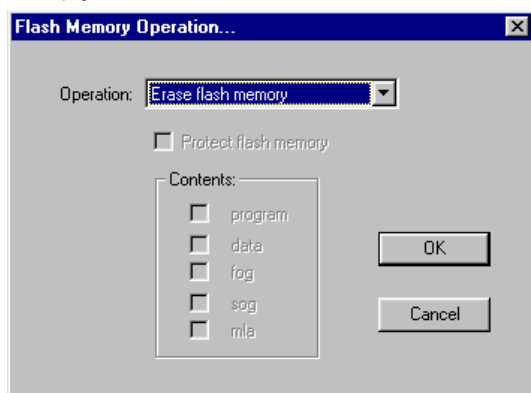 Flash Memory Operation...
Operation: Erase flash memory
Protect flash memory
Contents:
program
data
fog
sog
mla
OK
Cancel